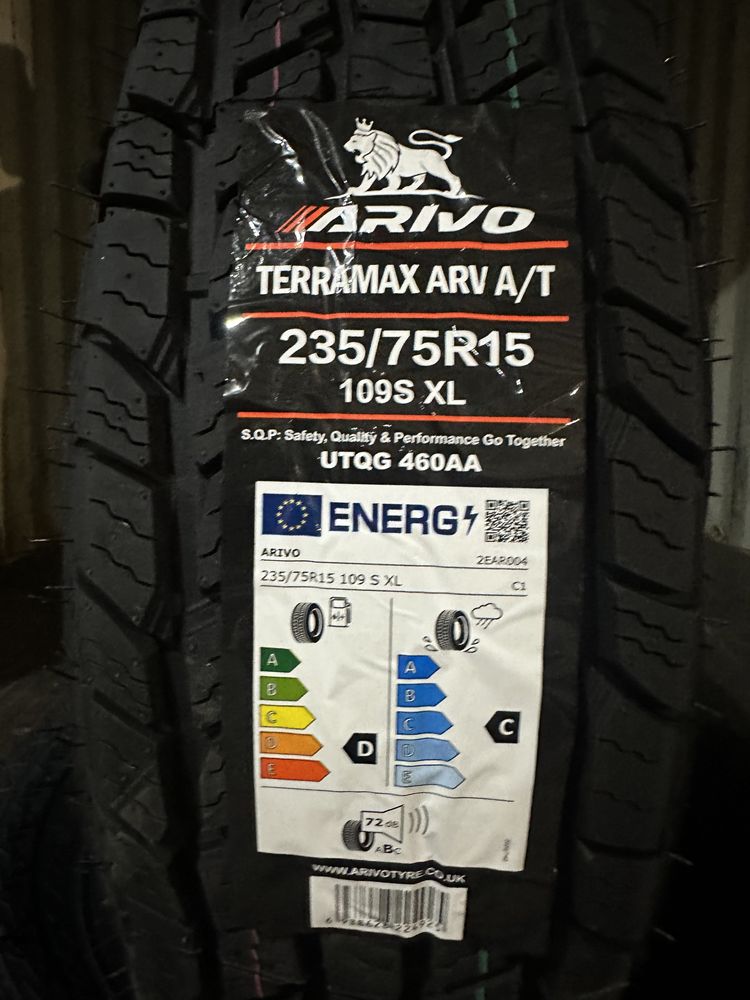 ARIVO
TERRAMAX ARV A/T
235/75R15
109S XL
S.Q.P: Safety, Quality & Performance Go Together
UTQG 460AA
ENERG
ARIVO
2EAR004
235/75R15 109 S XL
C1
A
A
B
B
C
C
C
D
D
D
E
E
72 dB
ABC
WWW.ARIVOTYRE.CO.UK